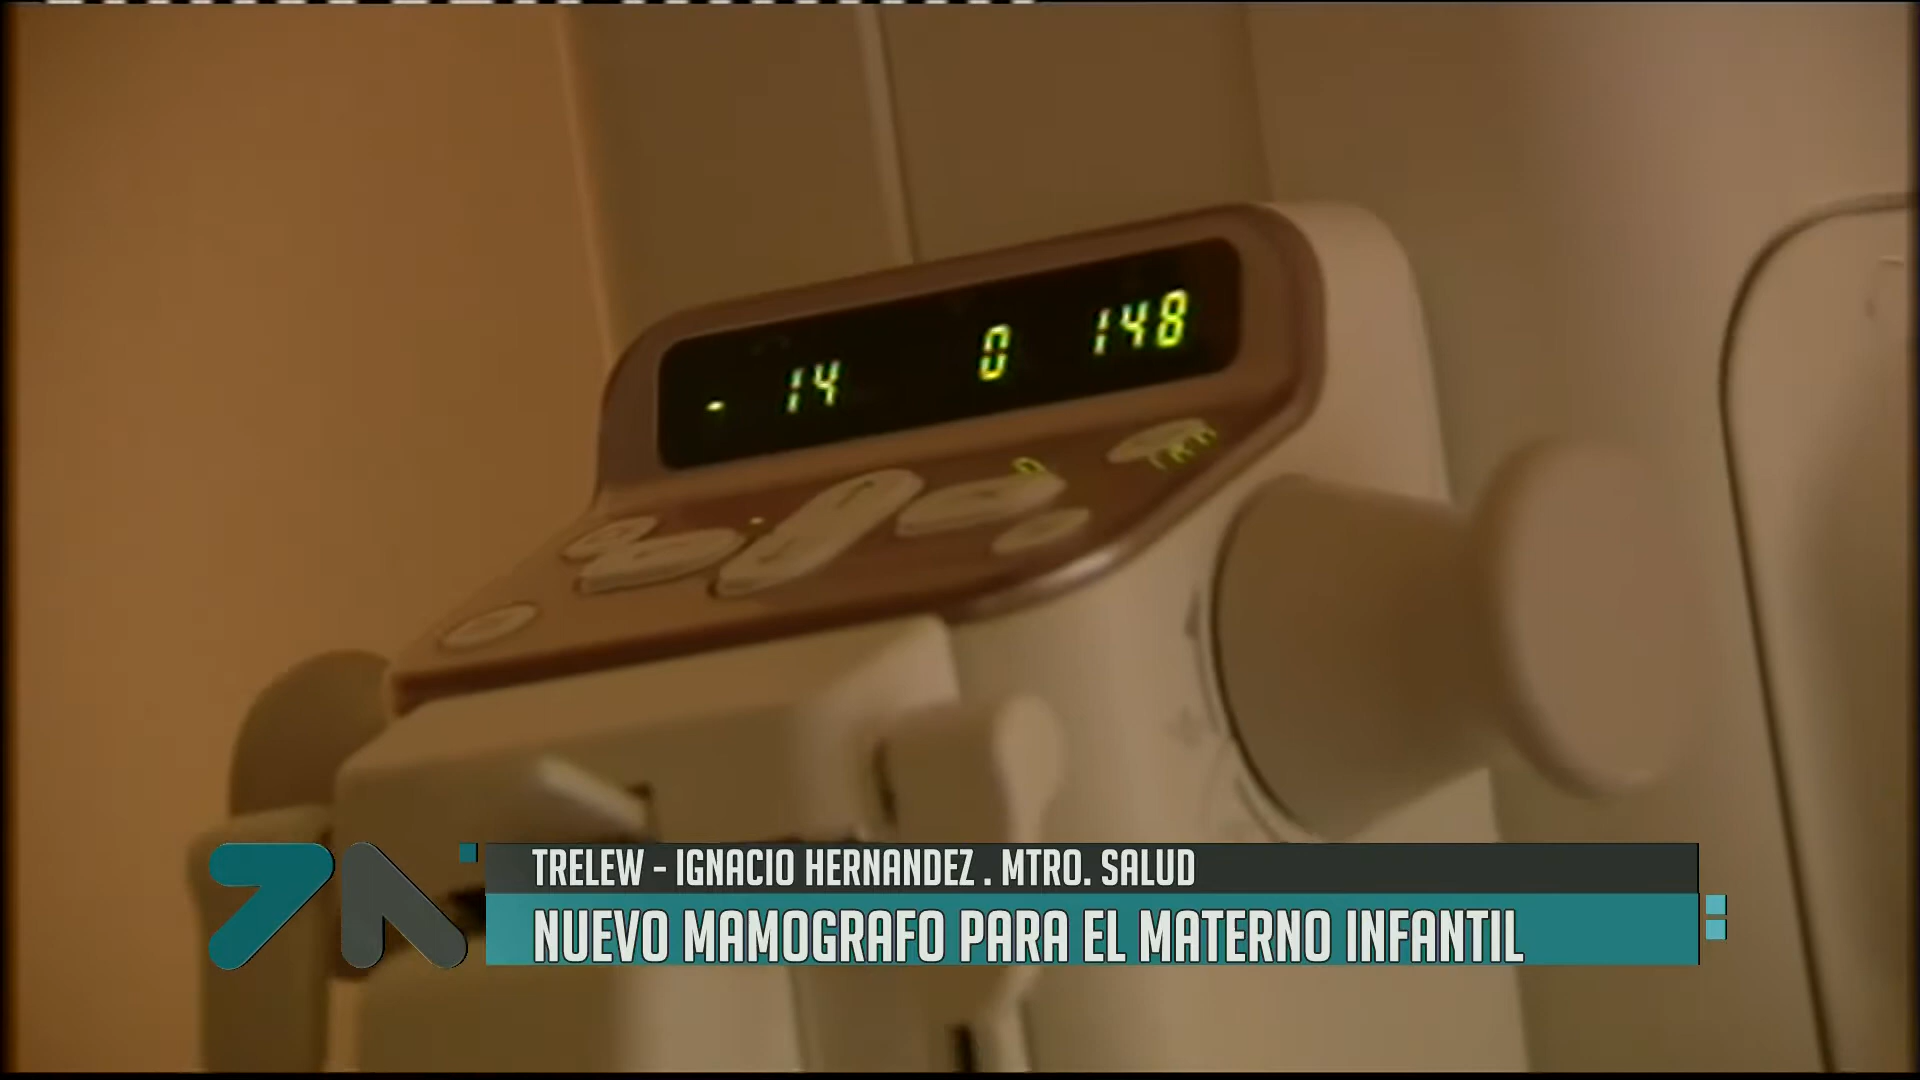 - 14 0 148
TRELEW - IGNACIO HERNANDEZ . MTRO. SALUD
NUEVO MAMOGRAFO PARA EL MATERNO INFANTIL